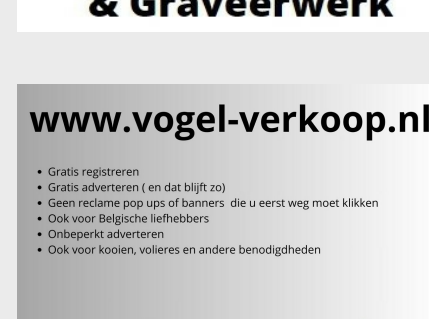 & Graveerwerk
www.vogel-verkoop.nl
• Gratis registreren
• Gratis adverteren ( en dat blijft zo)
• Geen reclame pop ups of banners  die u eerst weg moet klikken
• Ook voor Belgische liefhebbers
• Onbeperkt adverteren
• Ook voor kooien, volieres en andere benodigdheden